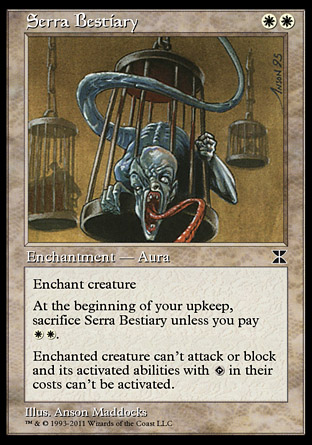 Serra Bestiary
Anson 95
Enchantment — Aura
Enchant creature
At the beginning of your upkeep,
sacrifice Serra Bestiary unless you pay
.
Enchanted creature can't attack or block
and its activated abilities with in their
costs can't be activated.
Illus. Anson Maddocks
™ & © 1993-2011 Wizards of the Coast LLC